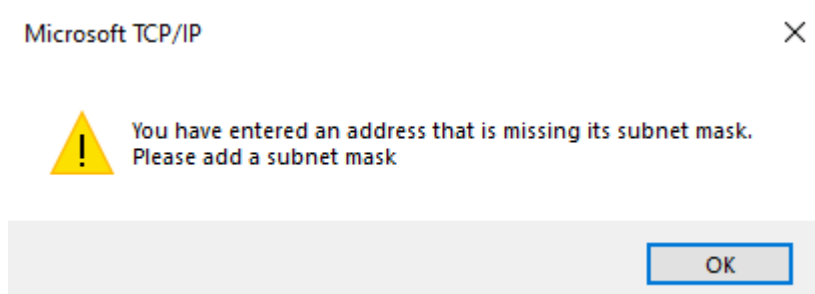 Microsoft TCP/IP
You have entered an address that is missing its subnet mask.
Please add a subnet mask
OK